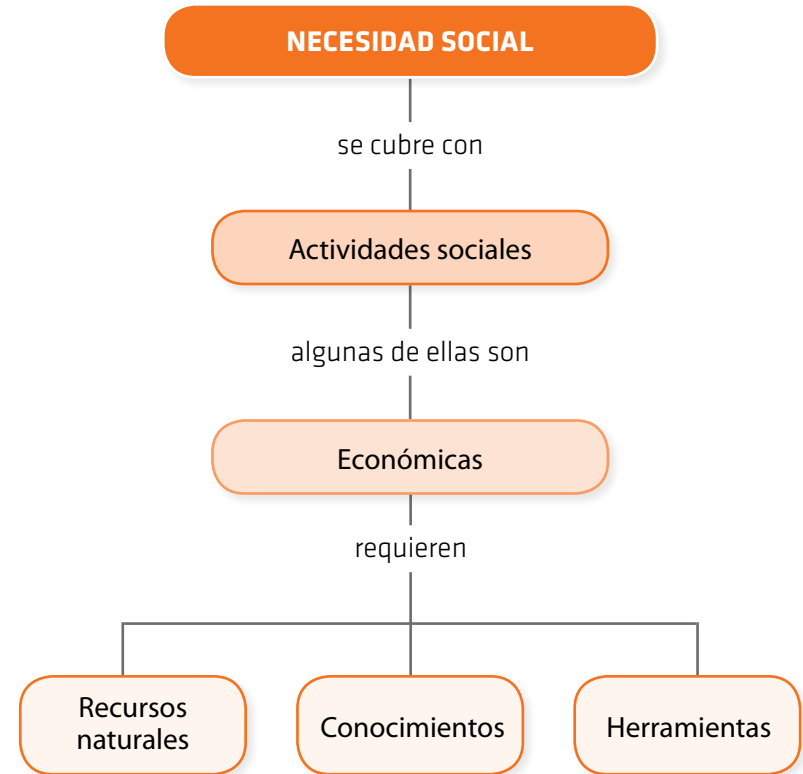 NECESIDAD SOCIAL
se cubre con
Actividades sociales
algunas de ellas son
Económicas
requieren
Recursos
naturales
Conocimientos
Herramientas